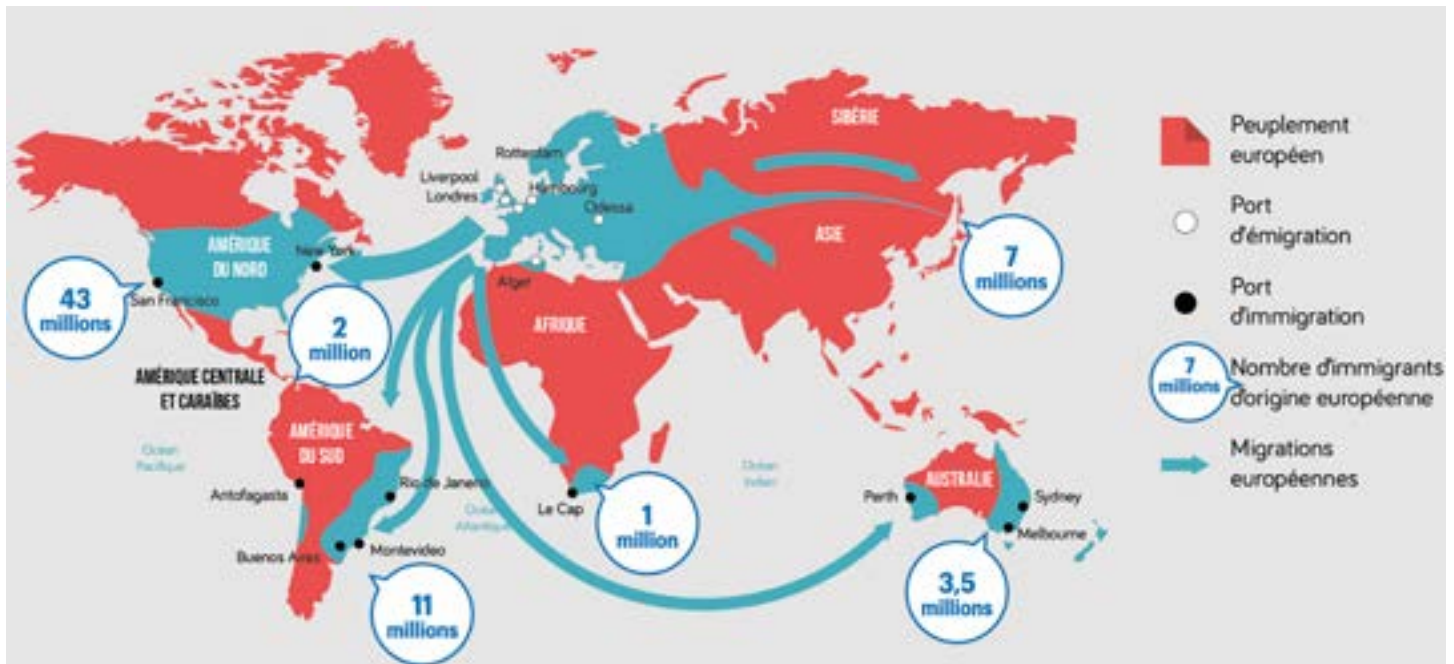 SIBÉRIE
Rotterdam
Liverpool
Hambourg
Londres
Odessa
AMÉRIQUE
DU NORD
New York
ASIE
Alger
San Francisco
43
millions
2
million
7
millions
AFRIQUE
AMÉRIQUE CENTRALE
ET CARAÏBES
AMÉRIQUE
DU SUD
Océan
Pacifique
Océan
Indien
AUSTRALIE
Antofagasta
Rio de Janeiro
Perth
Sydney
Le Cap
Océan
Atlantique
1
million
Melbourne
Buenos Aires
Montevideo
11
millions
3,5
millions
Peuplement
européen
Port
d'émigration
Port
d'immigration
7
millions
Nombre d'immigrants
d'origine européenne
Migrations
européennes